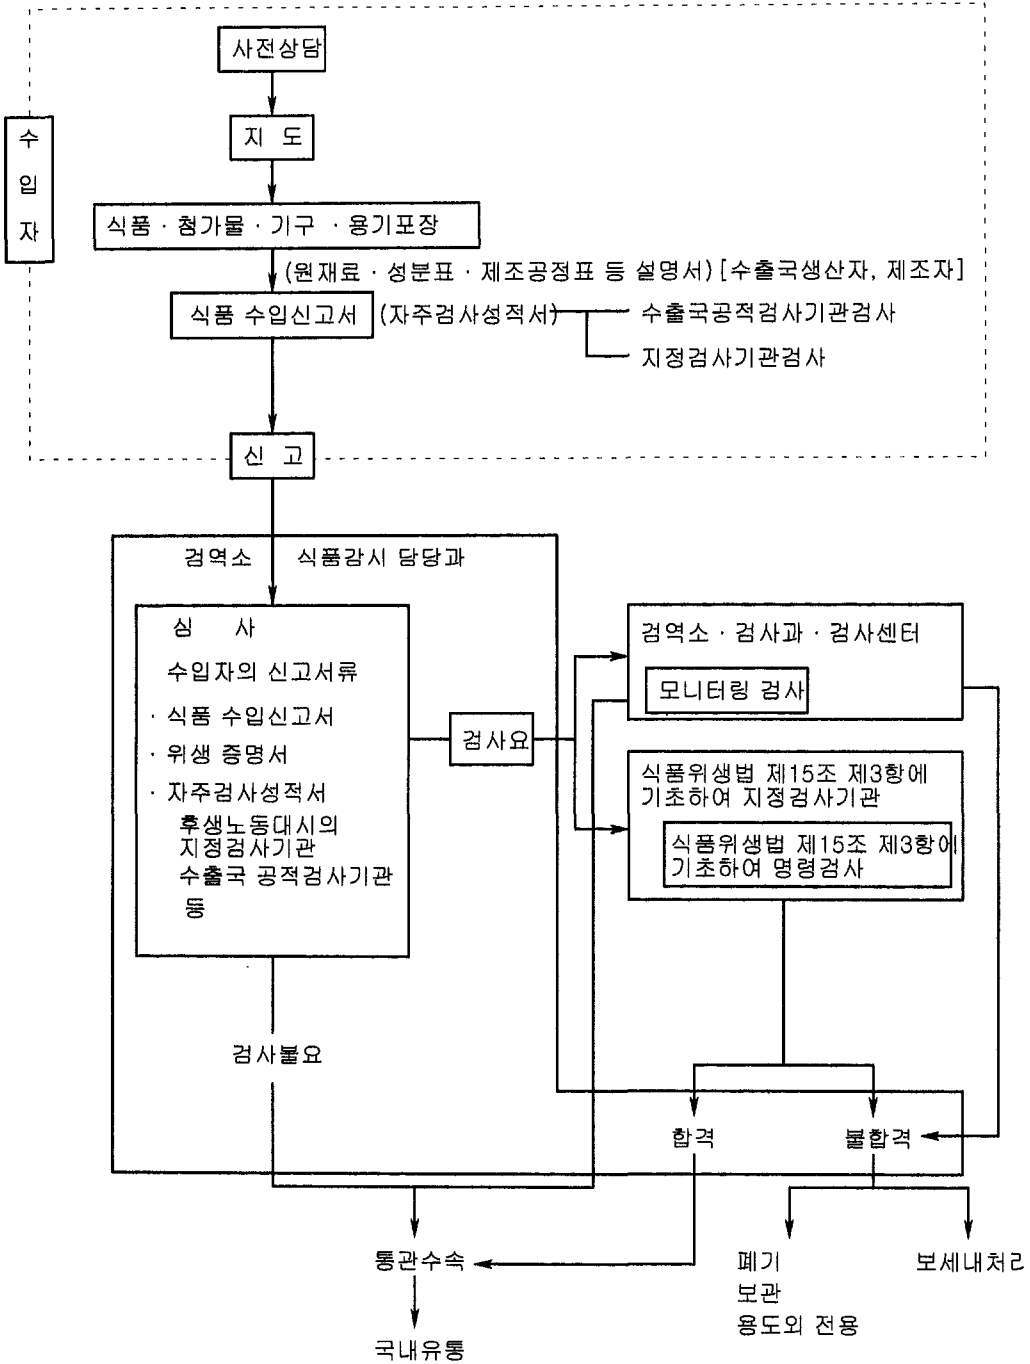 사전상담
지 도
수
입
자
식품 · 첨가물 · 기구 · 용기포장
(원재료 · 성분표 · 제조공정표 등 설명서) [수출국생산자, 제조자]
식품 수입신고서 (자주검사성적서) 수출국공적검사기관검사
지정검사기관검사
신 고
검역소 식품감시 담당과
심 사
수입자의 신고서류
· 식품 수입신고서
· 위생 증명서
· 자주검사성적서
후생노동대시의
지정검사기관
수출국 공적검사기관
등
검사요
검역소 · 검사과 · 검사센터
모니터링 검사
식품위생법 제15조 제3항에
기초하여 지정검사기관
식품위생법 제15조 제3항에
기초하여 명령검사
검사불요
합격
불합격
통관수속
국내유통
폐기
보관
용도외 전용
보세내처리